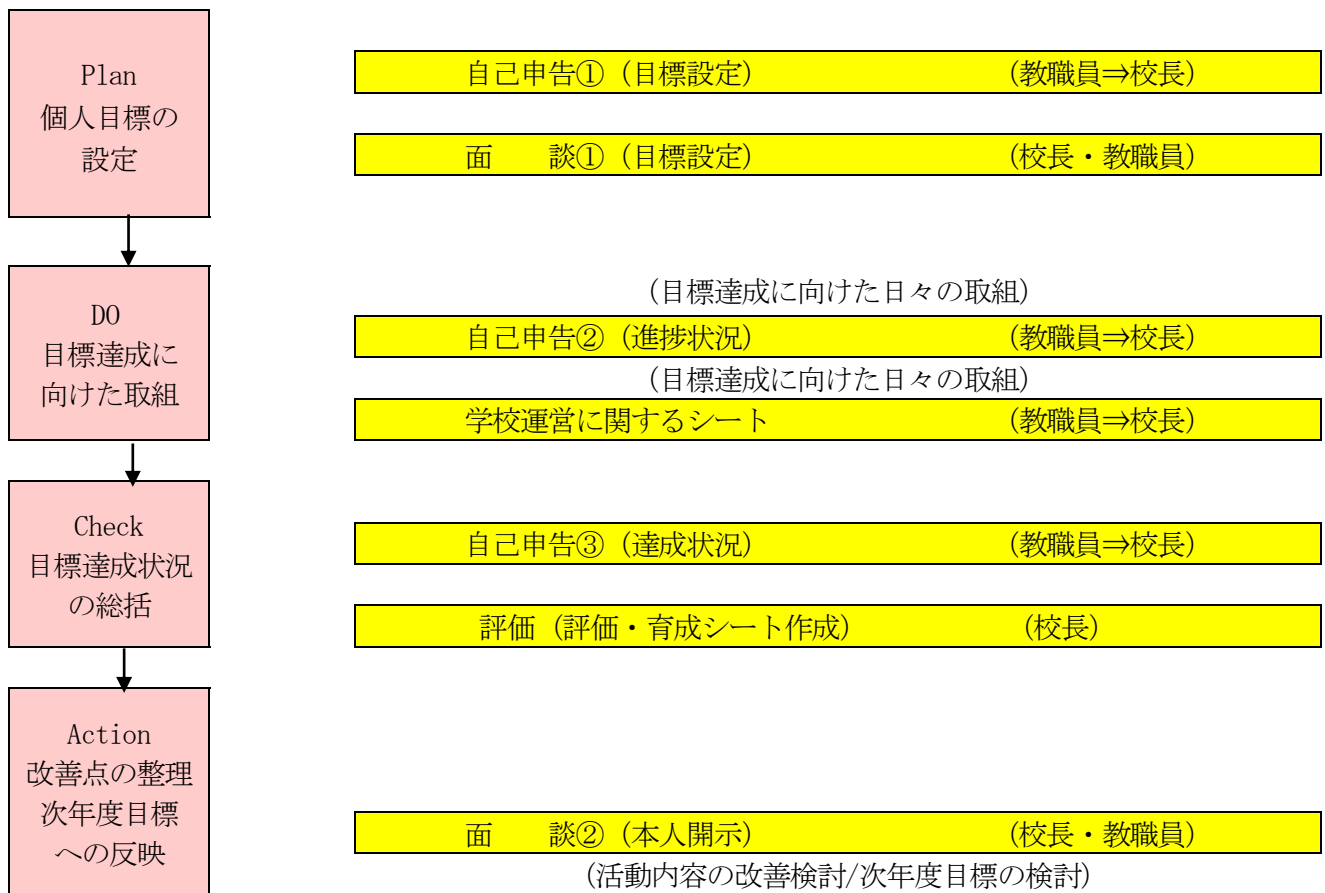 Plan
個人目標の
設定
自己申告①（目標設定） （教職員⇒校長）
面　　談①（目標設定） （校長・教職員）
DO
目標達成に
向けた取組
（目標達成に向けた日々の取組）
自己申告②（進捗状況） （教職員⇒校長）
（目標達成に向けた日々の取組）
学校運営に関するシート （教職員⇒校長）
Check
目標達成状況
の総括
自己申告③（達成状況） （教職員⇒校長）
評価（評価・育成シート作成） （校長）
Action
改善点の整理
次年度目標
への反映
面　　談②（本人開示） （校長・教職員）
（活動内容の改善検討/次年度目標の検討）